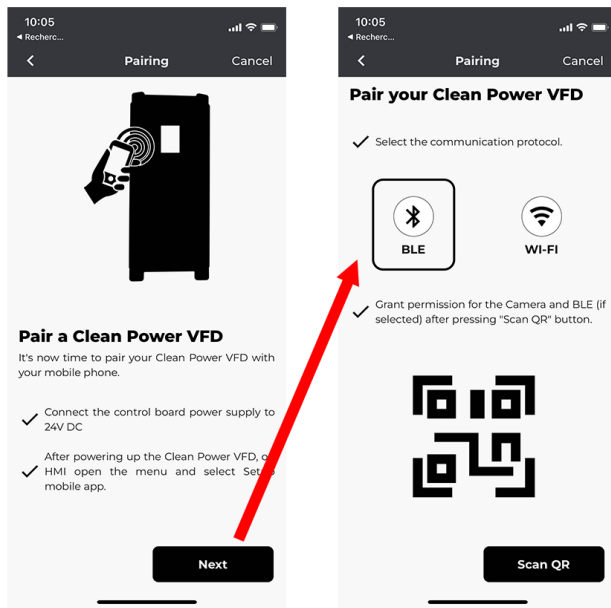 10:05
◀ Recherc...
Pairing
Cancel
Pair a Clean Power VFD
It's now time to pair your Clean Power VFD with
your mobile phone.
Connect the control board power supply to
24V DC
After powering up the Clean Power VFD,
HMI open the menu and select
mobile app.
Next
10:05
◀ Recherc...
Pairing
Cancel
Pair your Clean Power VFD
Select the communication protocol.
BLE
WI-FI
Grant permission for the Camera and BLE (if
selected) after pressing "Scan QR" button.
Scan QR